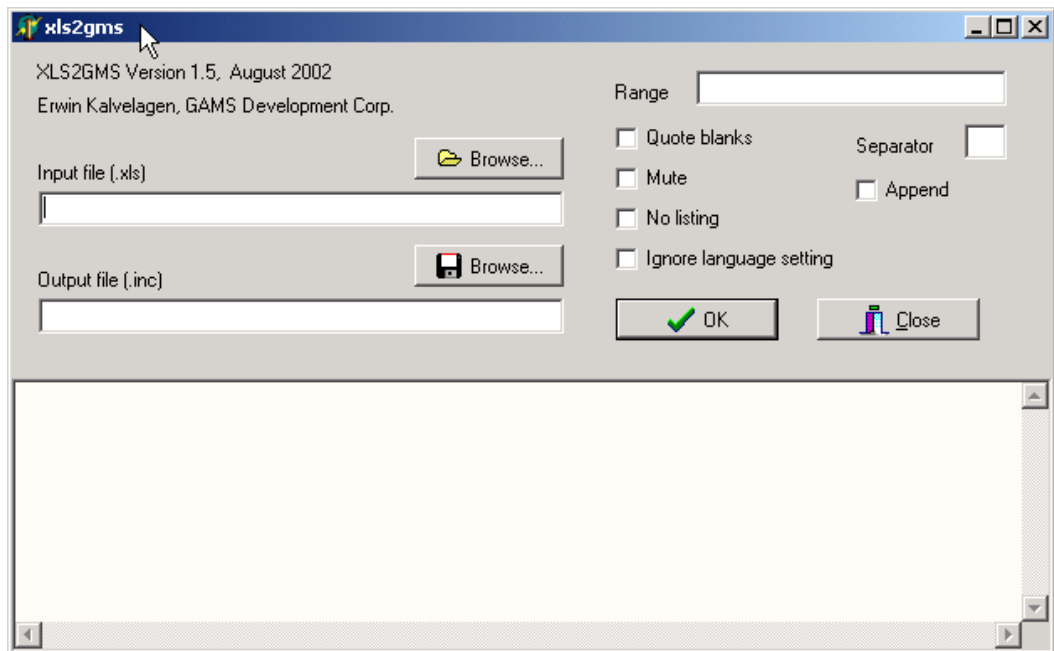 xls2gms
XLS2GMS Version 1.5, August 2002
Erwin Kalvelagen, GAMS Development Corp.
Input file (.xls)
Browse...
Output file (.inc)
Browse...
Range
Quote blanks
Separator
Mute
Append
No listing
Ignore language setting
OK
Close